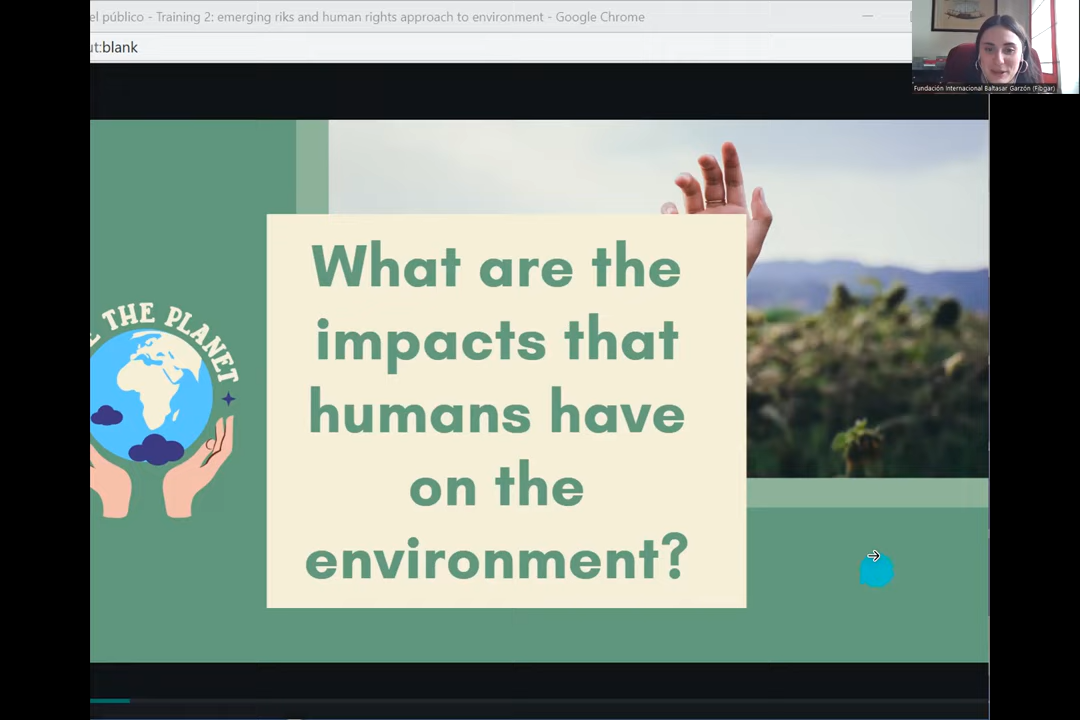 el público - Training 2: emerging riks and human rights approach to environment - Google Chrome
ut:blank
Fundación Internacional Baltasar Garzón (Fibgar)
E THE PLANET
What are the
impacts that
humans have
on the
environment?